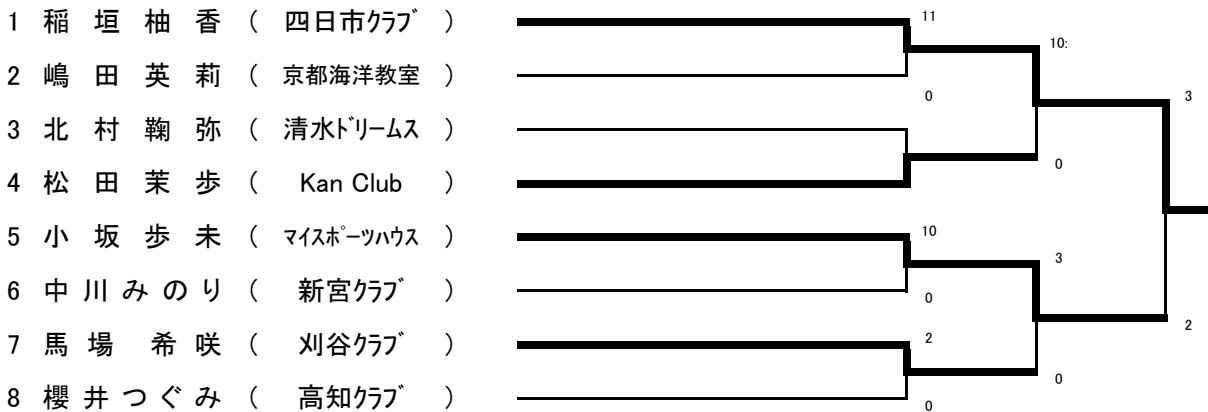 1 稲垣柚香 ( 四日市ｸﾗﾌﾞ ) 11
10:
2 嶋田英莉 ( 京都海洋教室 ) 0
3
3 北村鞠弥 ( 清水ﾄﾞﾘｰﾑｽ )
0
4 松田茉歩 ( Kan Club )
5 小坂歩未 ( ﾏｲｽﾎﾟｰﾂﾊｳｽ ) 10
3
6 中川みのり ( 新宮ｸﾗﾌﾞ ) 0
2
7 馬場希咲 ( 刈谷ｸﾗﾌﾞ ) 2
0
8 櫻井つぐみ ( 高知ｸﾗﾌﾞ ) 0